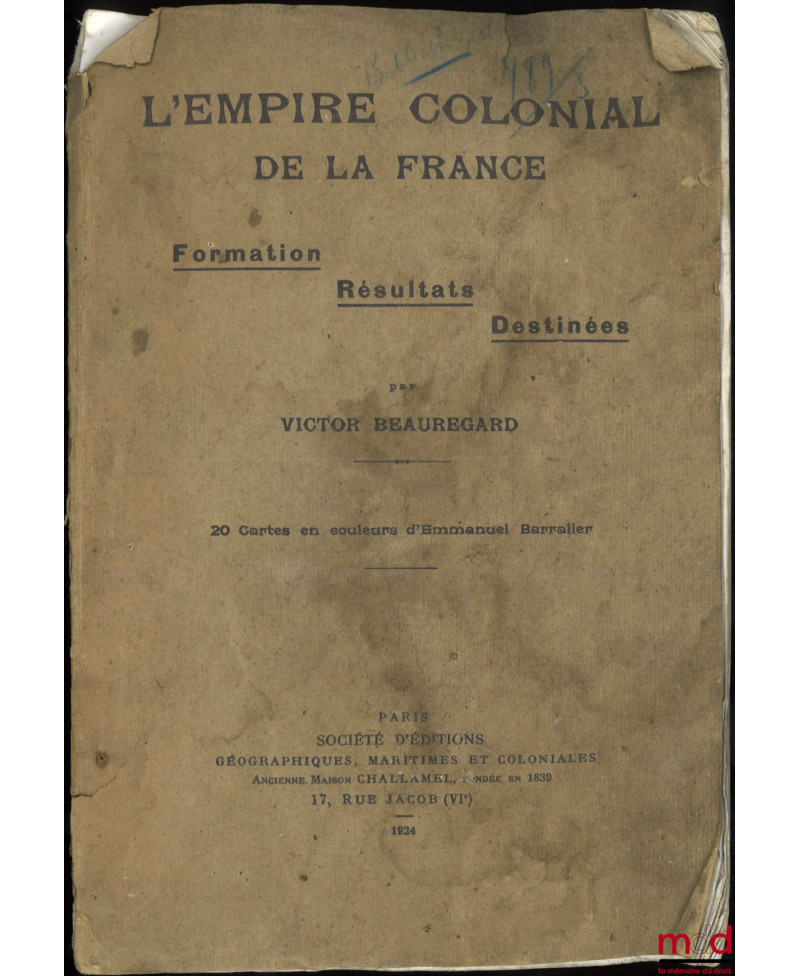 L'EMPIRE COLONIAL
DE LA FRANCE
Formation
Résultats
Destinées
par
VICTOR BEAUREGARD
20 Cartes en couleurs d'Emmanuel Barralier
PARIS
SOCIÉTÉ D'ÉDITIONS
GÉOGRAPHIQUES, MARITIMES ET COLONIALES
ANCIENNE MAISON CHALLAMEL, FONDÉE EN 1839
17, RUE JACOB (VIe)
1924
mdd
la mémoire du droit